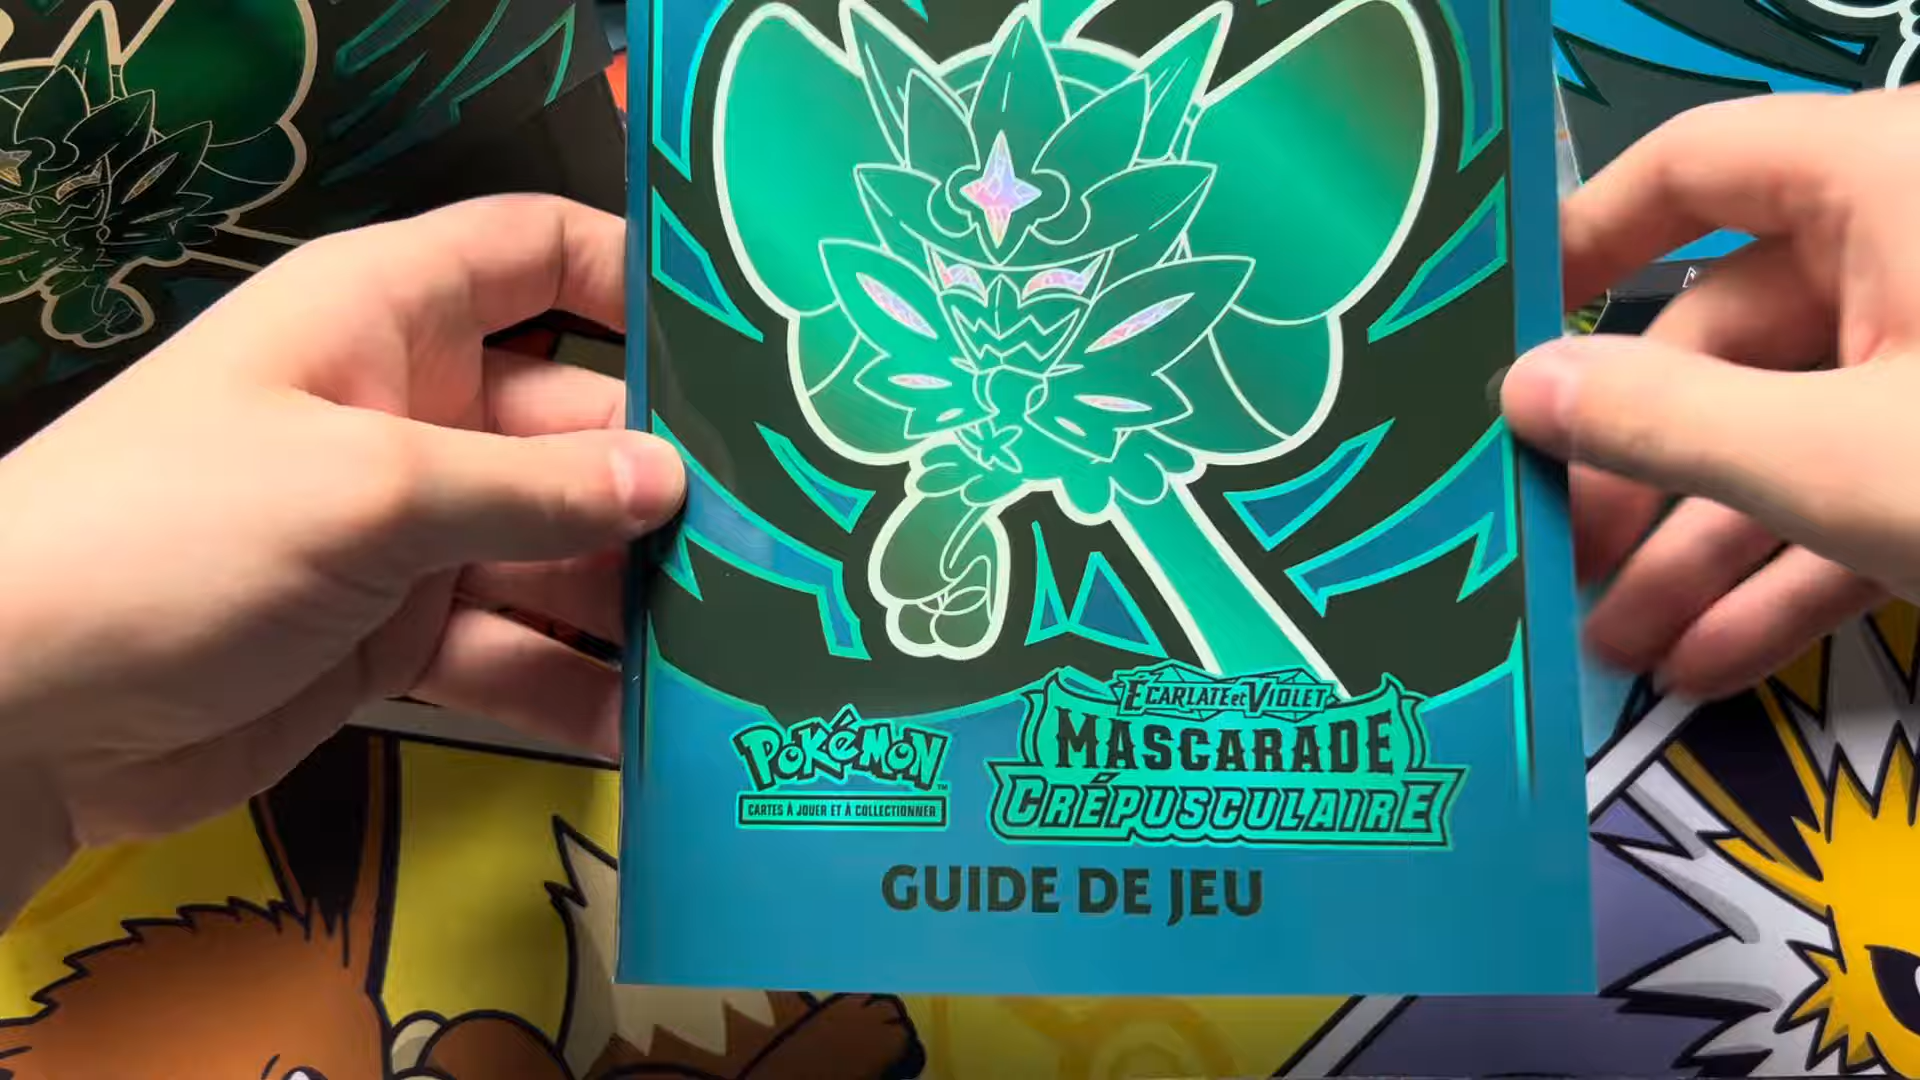 POKÉMON
CARTES À JOUER ET À COLLECTIONNER
ÉCARLATE et VIOLET
MASCARADE
CRÉPUSCULAIRE
GUIDE DE JEU